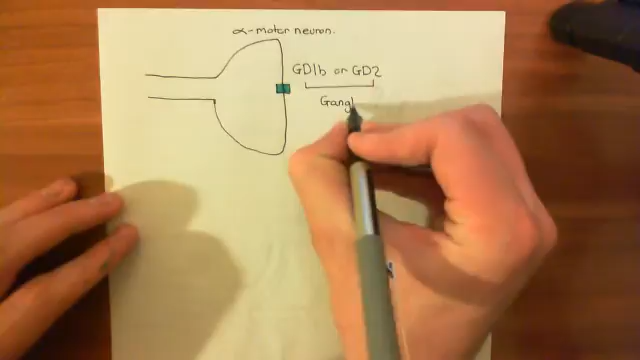 α-motor neuron.
GD1b or GD2
Gangl